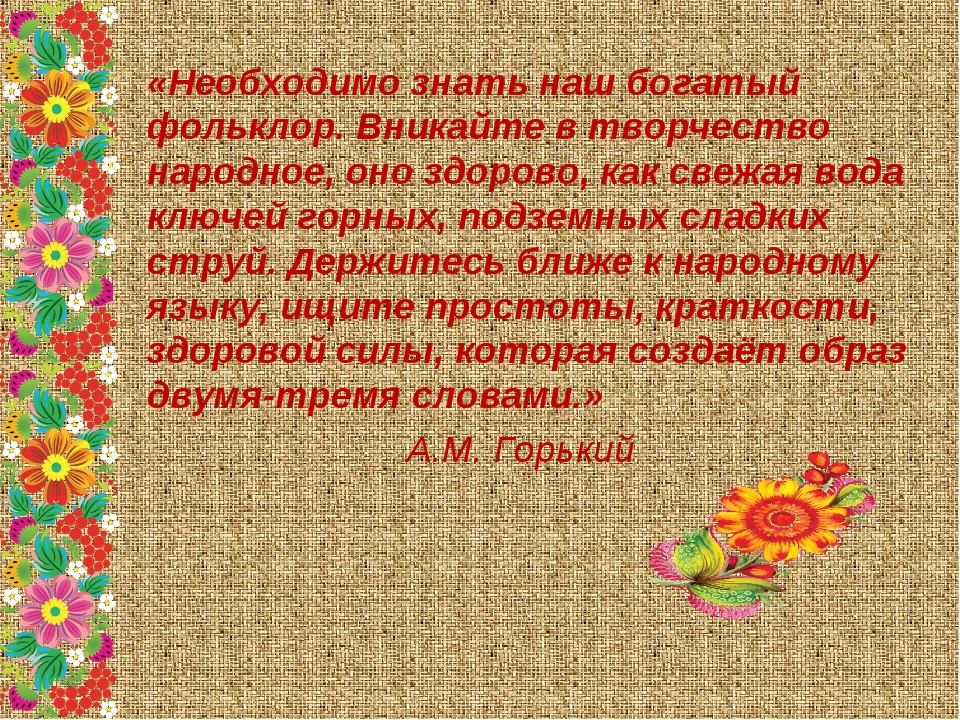 «Необходимо знать наш богатый
фольклор. Вникайте в творчество
народное, оно здорово, как свежая вода
ключей горных, подземных сладких
струй. Держитесь ближе к народному
языку, ищите простоты, краткости,
здоровой силы, которая создаёт образ
двумя-тремя словами.»
А.М. Горький